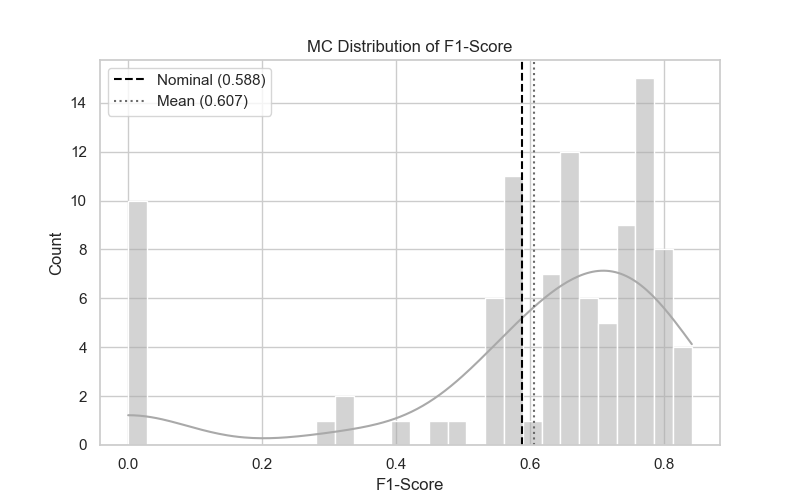 MC Distribution of F1-Score
Nominal (0.588)
Mean (0.607)
14
12
10
8
6
4
2
0
Count
0.0 0.2 0.4 0.6 0.8
F1-Score